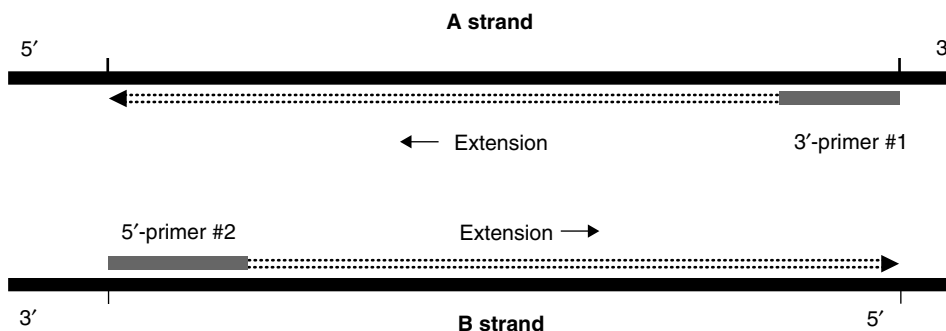 A strand
5′ 3
Extension 3′-primer #1
5′-primer #2 Extension
3′ 5′
B strand